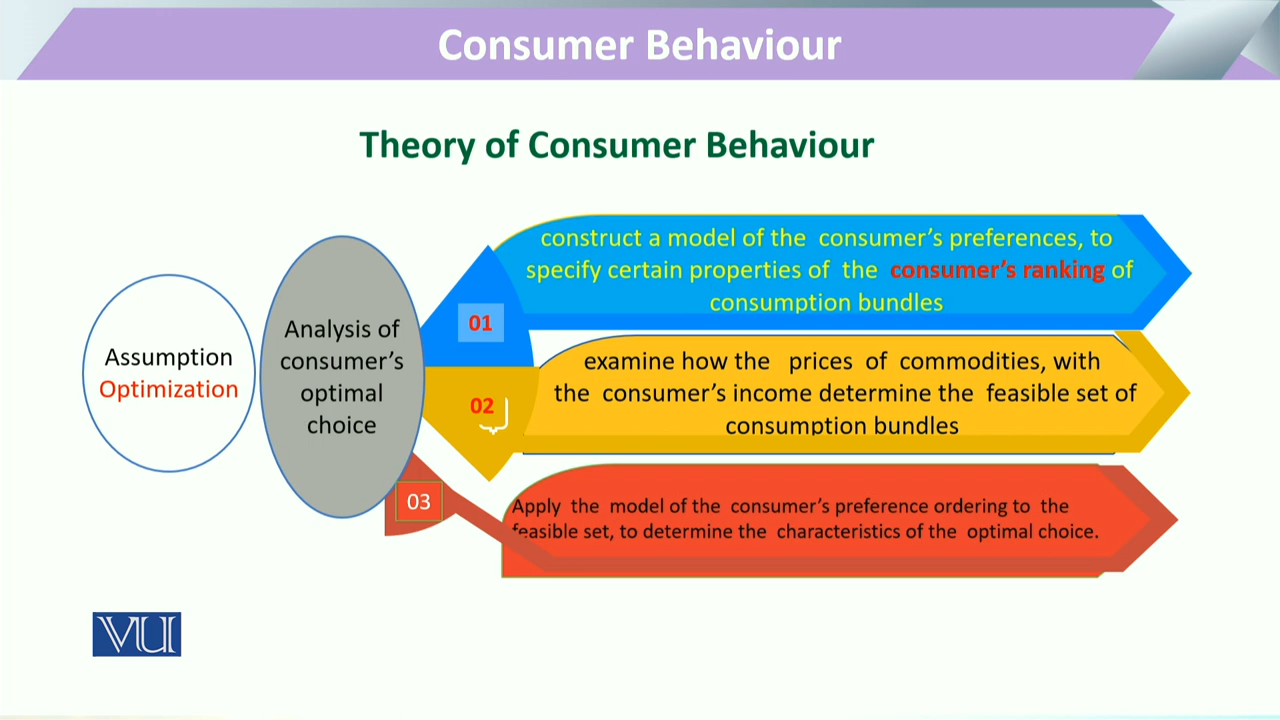 Consumer Behaviour
Theory of Consumer Behaviour
Assumption
Optimization
Analysis of
consumer's
optimal
choice
01
construct a model of the consumer's preferences, to
specify certain properties of the consumer's ranking of
consumption bundles
02
examine how the prices of commodities, with
the consumer's income determine the feasible set of
consumption bundles
03
Apply the model of the consumer's preference ordering to the
feasible set, to determine the characteristics of the optimal choice.
VU